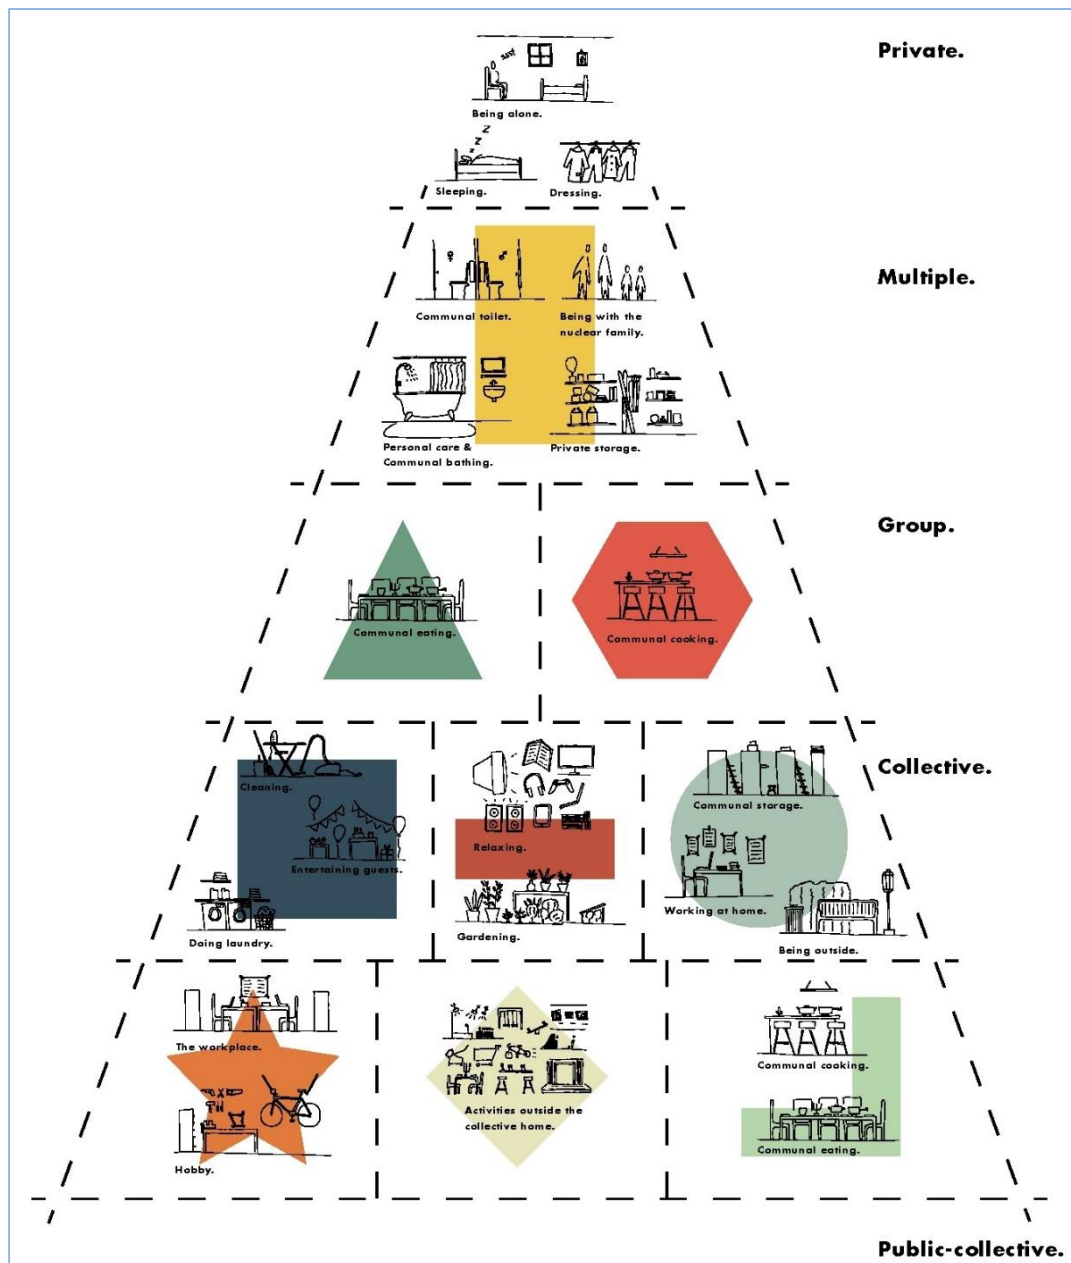 Private.
Being alone.
Z
Z
Z
Sleeping.
Dressing.
Multiple.
Communal toilet.
Being with the
nuclear family.
Personal care &
Communal bathing.
Private storage.
Group.
Communal eating.
Communal cooking.
Collective.
Cleaning.
Entertaining guests.
Doing laundry.
Relaxing.
Gardening.
Communal storage.
Working at home.
Being outside.
The workplace.
Hobby.
Activities outside the
collective home.
Communal cooking.
Communal eating.
Public-collective.